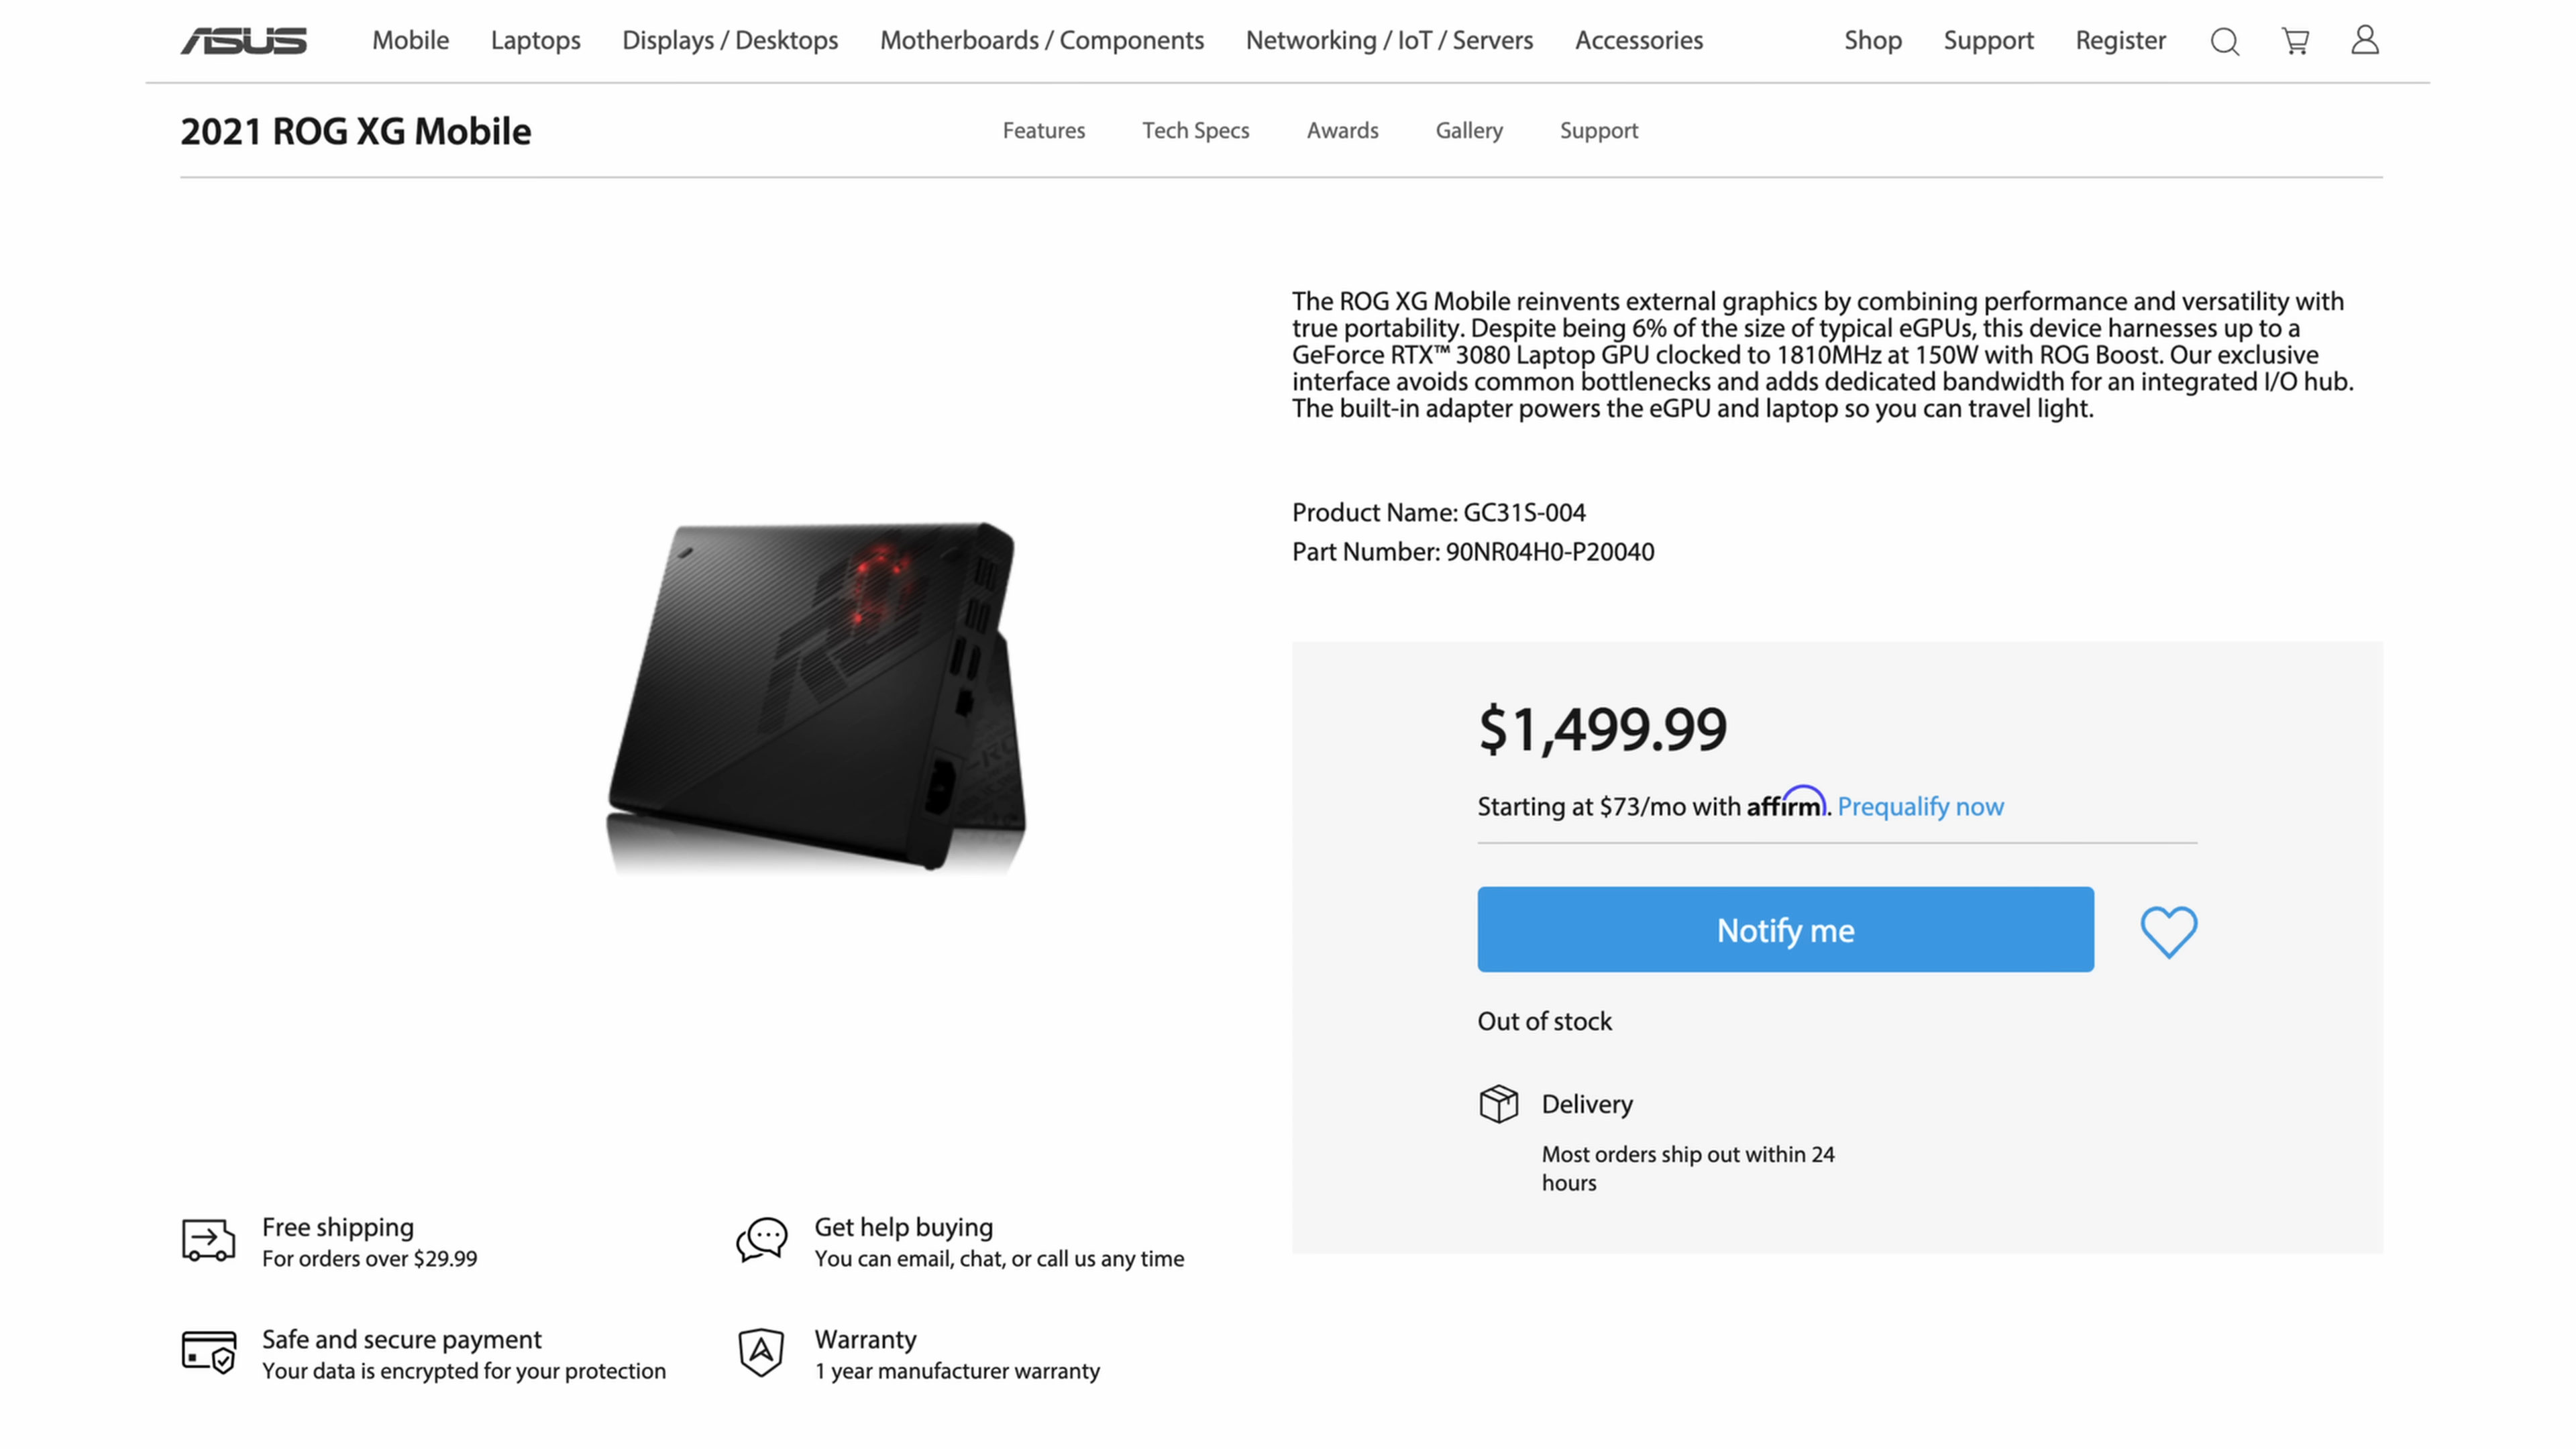 ASUS Mobile Laptops Displays / Desktops Motherboards / Components Networking / IoT / Servers Accessories Shop Support Register
2021 ROG XG Mobile Features Tech Specs Awards Gallery Support
The ROG XG Mobile reinvents external graphics by combining performance and versatility with
true portability. Despite being 6% of the size of typical eGPUs, this device harnesses up to a
GeForce RTX™ 3080 Laptop GPU clocked to 1810MHz at 150W with ROG Boost. Our exclusive
interface avoids common bottlenecks and adds dedicated bandwidth for an integrated I/O hub.
The built-in adapter powers the eGPU and laptop so you can travel light.
Product Name: GC31S-004
Part Number: 90NR04H0-P20040
$1,499.99
Starting at $73/mo with affirm. Prequalify now
Notify me
Out of stock
Delivery
Most orders ship out within 24
hours
Free shipping
For orders over $29.99
Get help buying
You can email, chat, or call us any time
Safe and secure payment
Your data is encrypted for your protection
Warranty
1 year manufacturer warranty